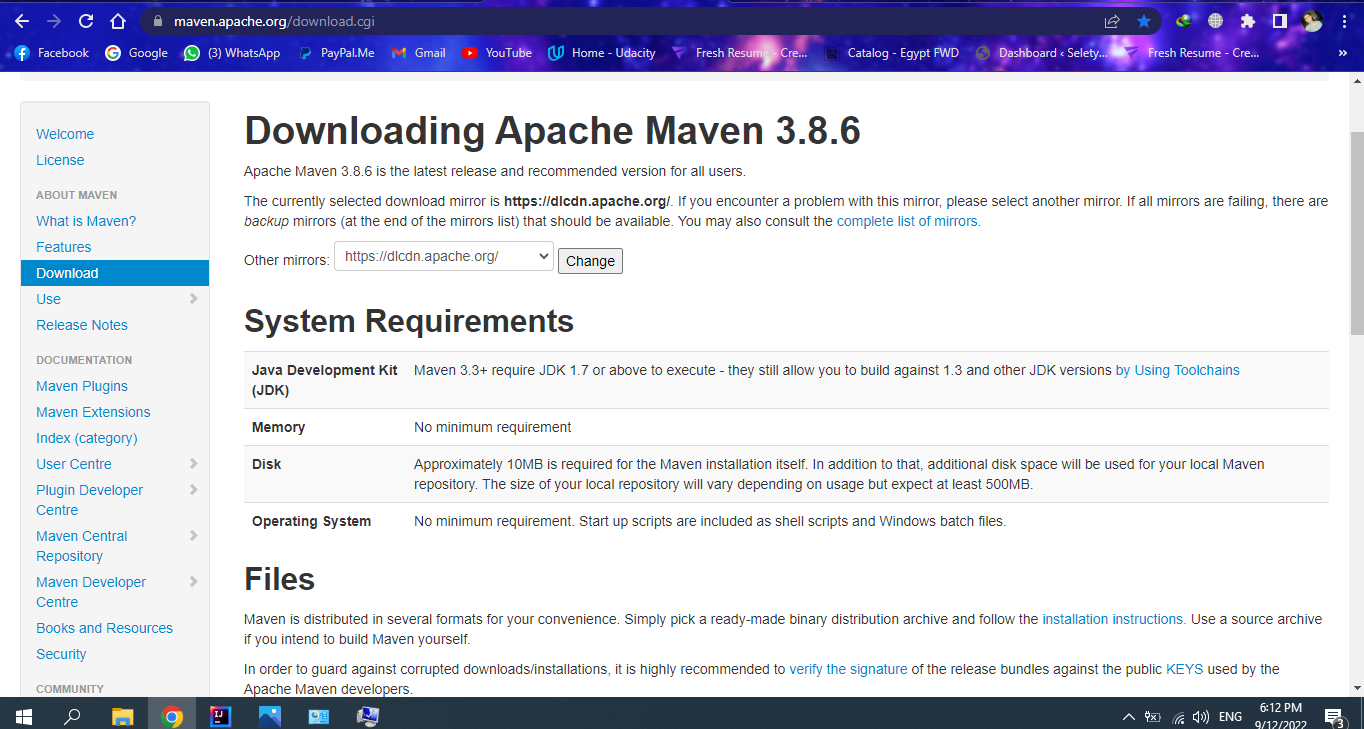 maven.apache.org/download.cgi
Facebook
Google
(3) WhatsApp
PayPal.Me
Gmail
YouTube
Home - Udacity
Fresh Resume - Cre...
Catalog - Egypt FWD
Dashboard ‹ Selety...
Fresh Resume - Cre...
»
Welcome
License
ABOUT MAVEN
What is Maven?
Features
Download
Use
Release Notes
DOCUMENTATION
Maven Plugins
Maven Extensions
Index (category)
User Centre
Plugin Developer
Centre
Maven Central
Repository
Maven Developer
Centre
Books and Resources
Security
COMMUNITY
Downloading Apache Maven 3.8.6
Apache Maven 3.8.6 is the latest release and recommended version for all users.
The currently selected download mirror is https://dlcdn.apache.org/. If you encounter a problem with this mirror, please select another mirror. If all mirrors are failing, there are
backup mirrors (at the end of the mirrors list) that should be available. You may also consult the complete list of mirrors.
Other mirrors: https://dlcdn.apache.org/ Change
System Requirements
Java Development Kit Maven 3.3+ require JDK 1.7 or above to execute - they still allow you to build against 1.3 and other JDK versions by Using Toolchains
(JDK)
Memory No minimum requirement
Disk Approximately 10MB is required for the Maven installation itself. In addition to that, additional disk space will be used for your local Maven
repository. The size of your local repository will vary depending on usage but expect at least 500MB.
Operating System No minimum requirement. Start up scripts are included as shell scripts and Windows batch files.
Files
Maven is distributed in several formats for your convenience. Simply pick a ready-made binary distribution archive and follow the installation instructions. Use a source archive
if you intend to build Maven yourself.
In order to guard against corrupted downloads/installations, it is highly recommended to verify the signature of the release bundles against the public KEYS used by the
Apache Maven developers.
ENG
6:12 PM
9/12/2022
3